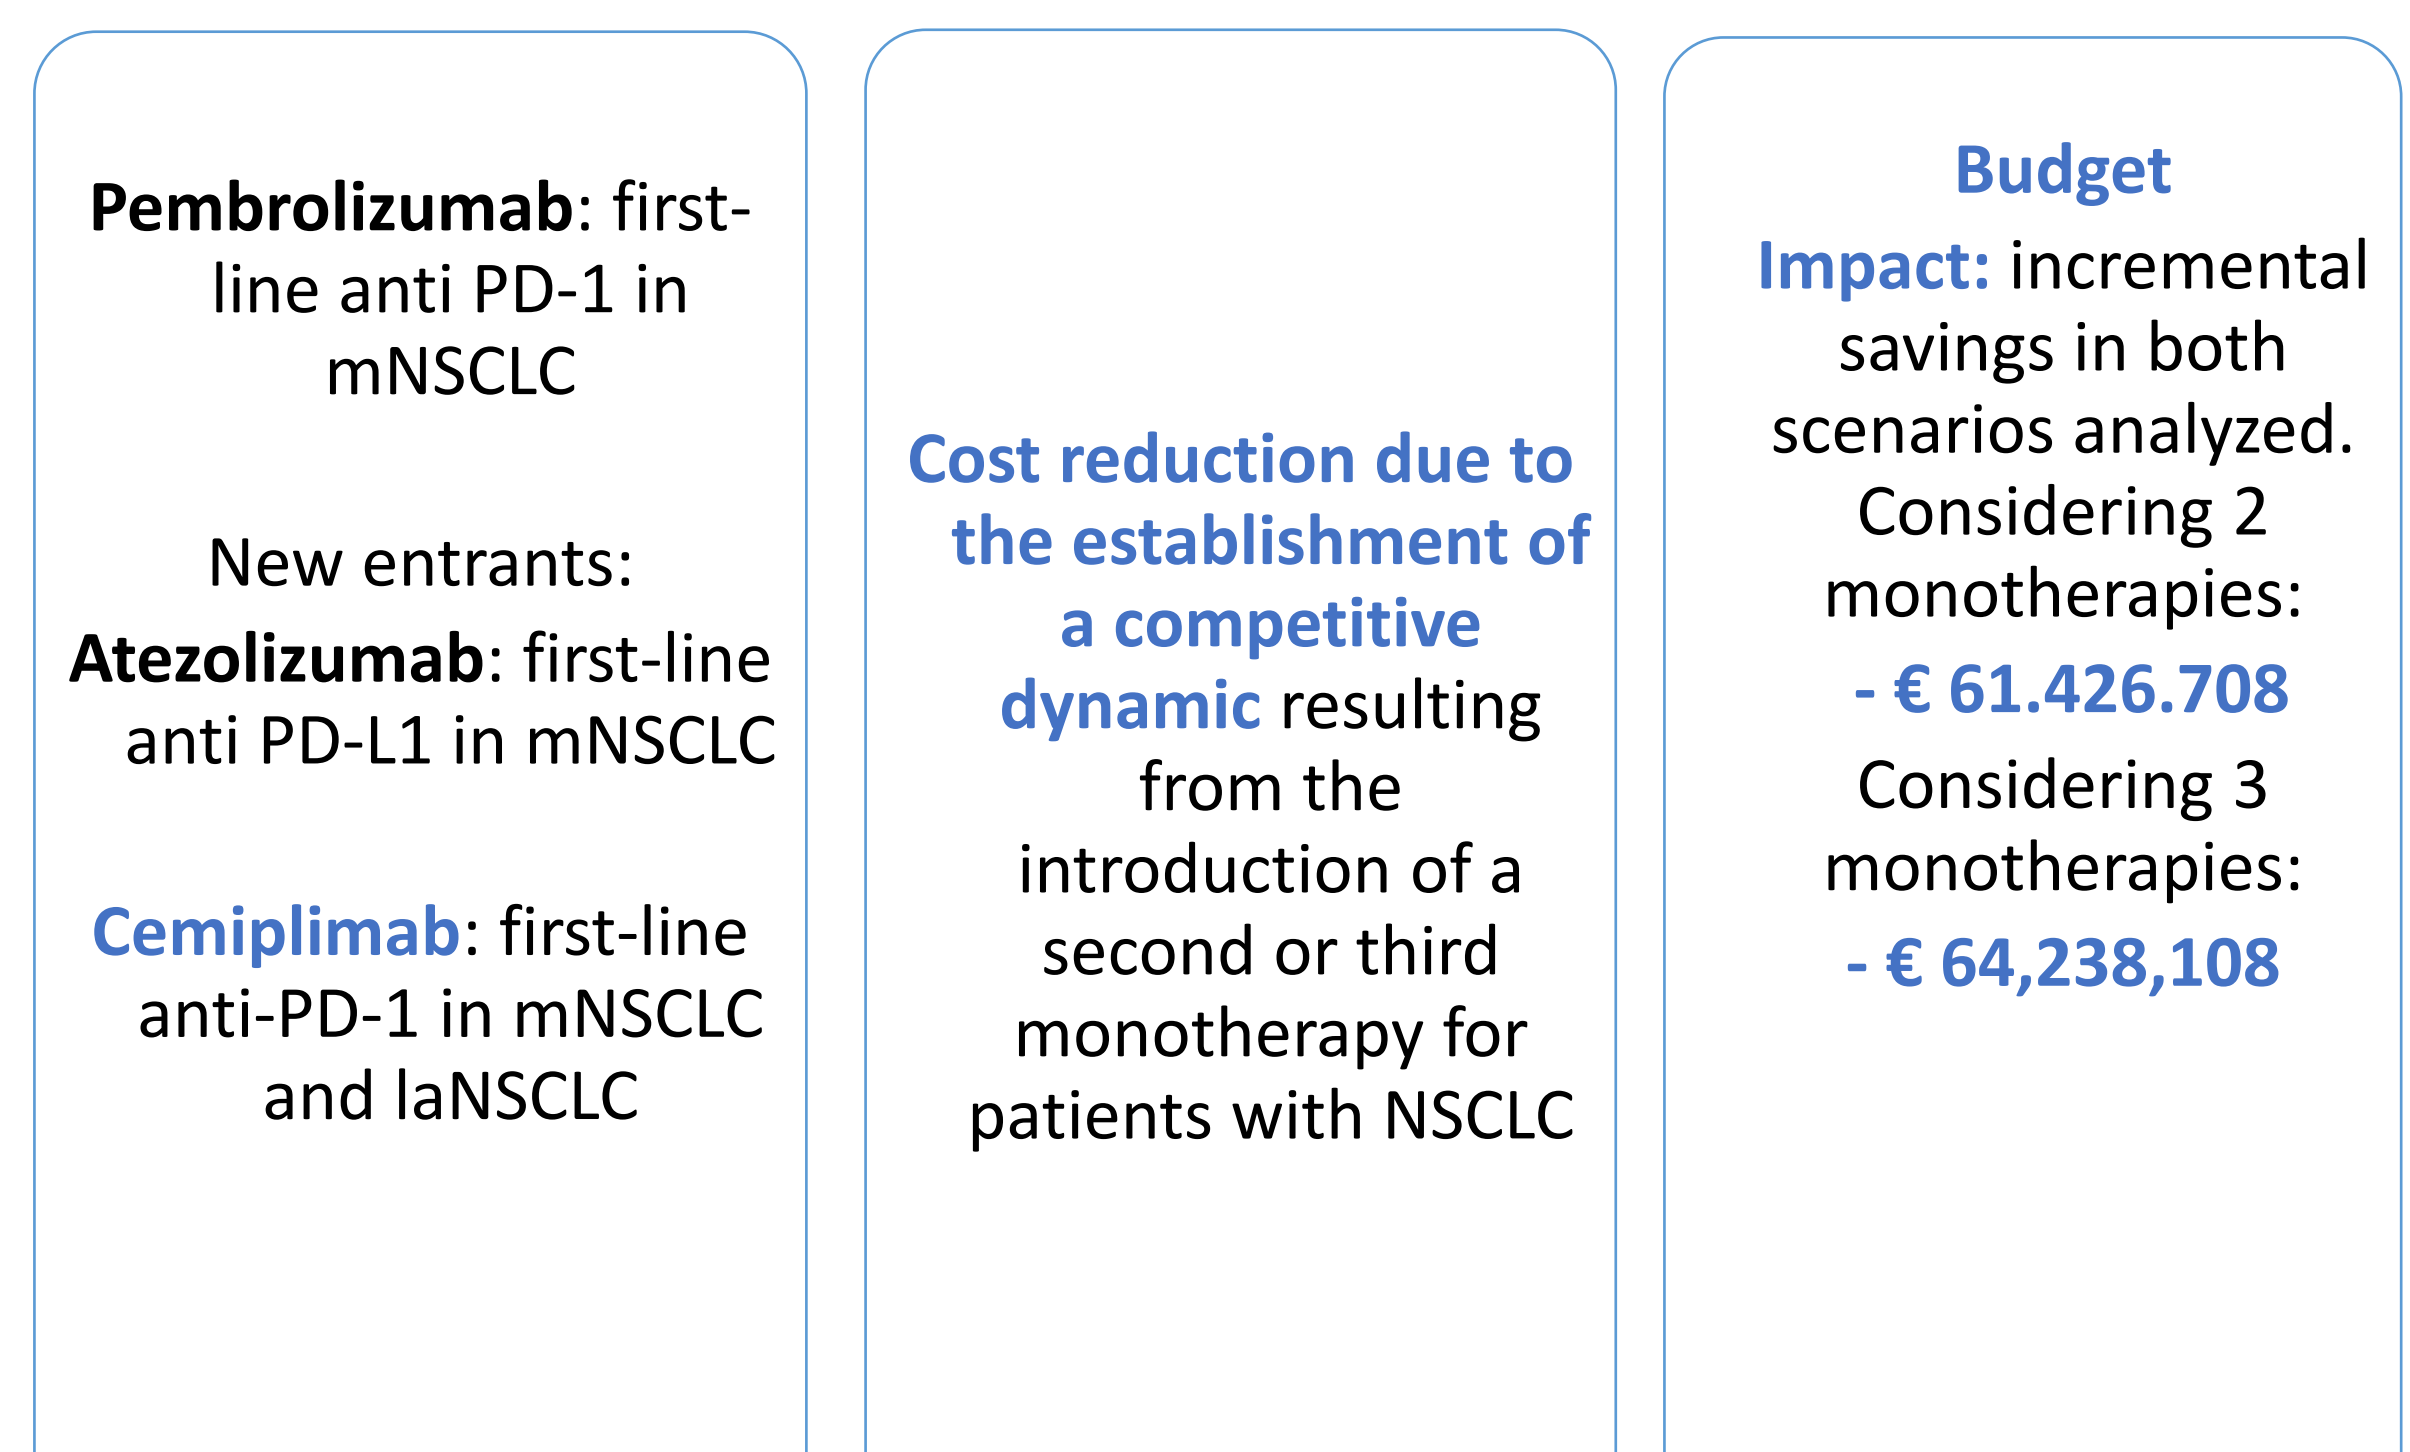 Pembrolizumab: first-
line anti PD-1 in
mNSCLC
New entrants:
Atezolizumab: first-line
anti PD-L1 in mNSCLC
Cemiplimab: first-line
anti-PD-1 in mNSCLC
and laNSCLC
Cost reduction due to
the establishment of
a competitive
dynamic resulting
from the
introduction of a
second or third
monotherapy for
patients with NSCLC
Budget
Impact: incremental
savings in both
scenarios analyzed.
Considering 2
monotherapies:
- € 61.426.708
Considering 3
monotherapies:
- € 64,238,108